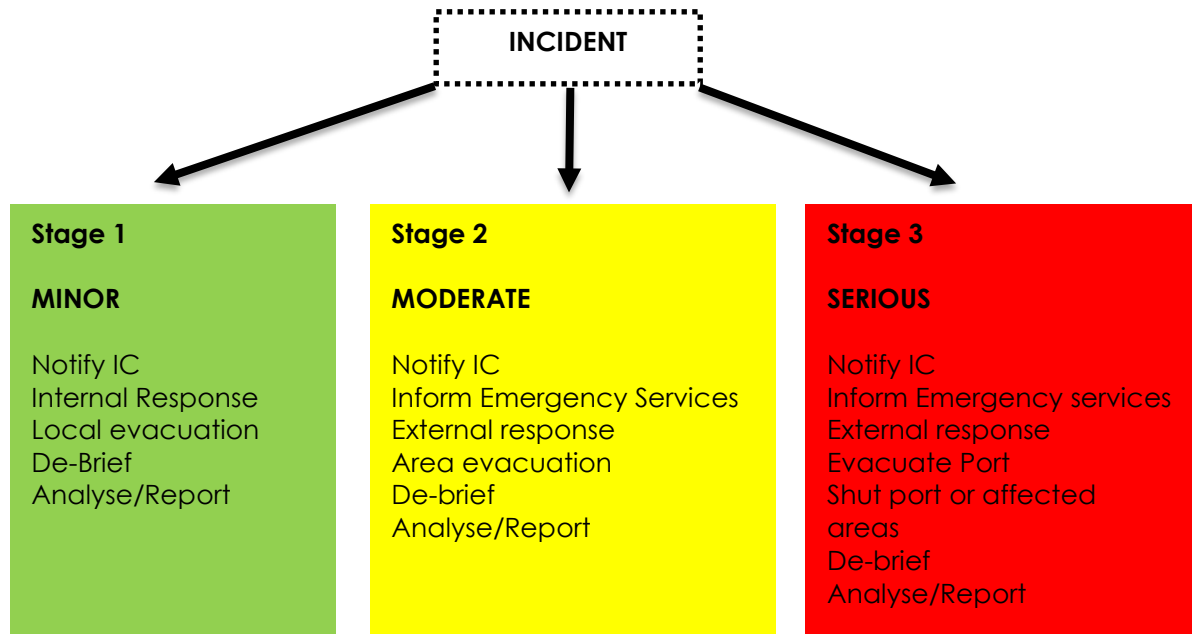 INCIDENT
Stage 1
MINOR
Notify IC
Internal Response
Local evacuation
De-Brief
Analyse/Report
Stage 2
MODERATE
Notify IC
Inform Emergency Services
External response
Area evacuation
De-brief
Analyse/Report
Stage 3
SERIOUS
Notify IC
Inform Emergency services
External response
Evacuate Port
Shut port or affected
areas
De-brief
Analyse/Report